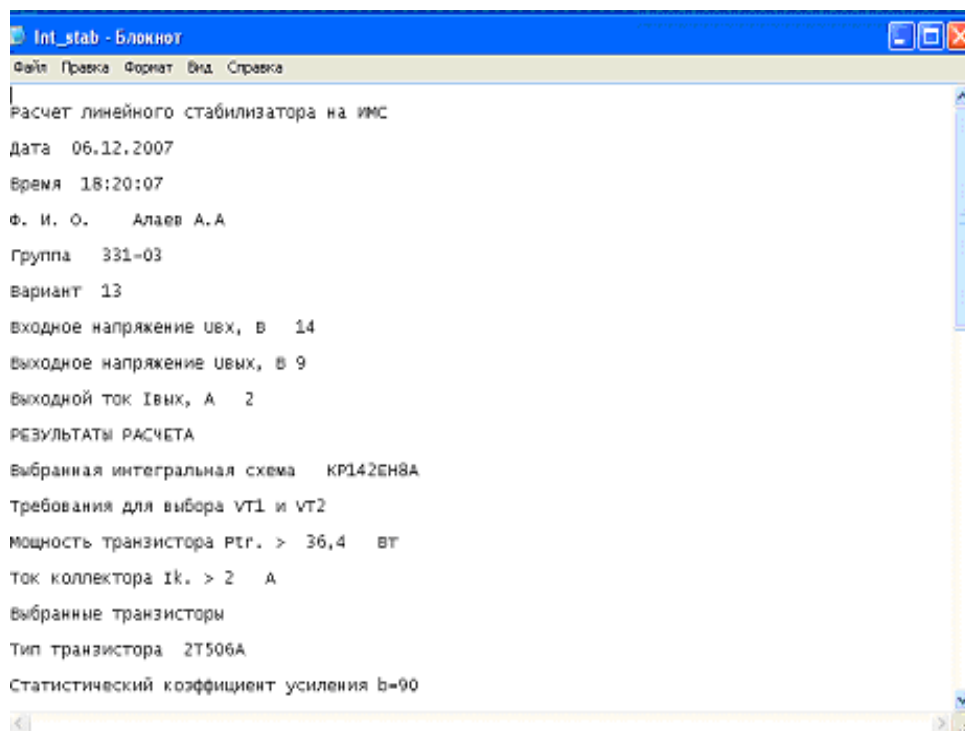 Int_stab - Блокнот
Файл Правка Формат Вид Справка
Расчет линейного стабилизатора на ИМС
Дата 06.12.2007
Время 18:20:07
Ф. И. О. Алаев А.А
Группа 331-03
Вариант 13
Входное напряжение Uвх, В 14
Выходное напряжение Uвых, В 9
Выходной ток Iвых, А 2
РЕЗУЛЬТАТЫ РАСЧЕТА
Выбранная интегральная схема КР142ЕН8А
Требования для выбора VT1 и VT2
Мощность транзистора Ptr. > 36,4 Вт
Ток коллектора Ik. > 2 А
Выбранные транзисторы
Тип транзистора 2Т506А
Статистический коэффициент усиления b=90